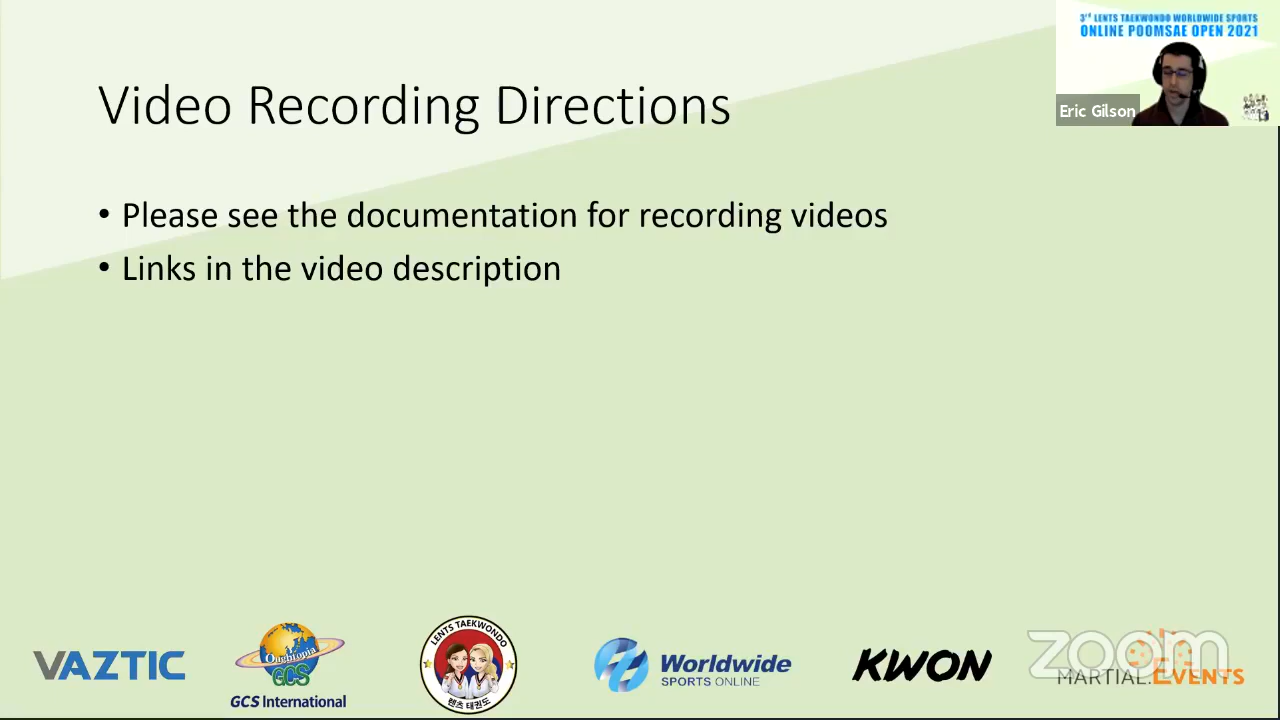 3rd LENTS TAEKWONDO WORLDWIDE SPORTS
ONLINE POOMSAE OPEN 2021
Eric Gilson
Video Recording Directions
• Please see the documentation for recording videos
• Links in the video description
VAZTIC
Ouchtonia
GCS
GCS International
LENTS TAEKWONDO
렌츠 태권도
Worldwide
SPORTS ONLINE
KWON
zoom
MARTIAL.EVENTS